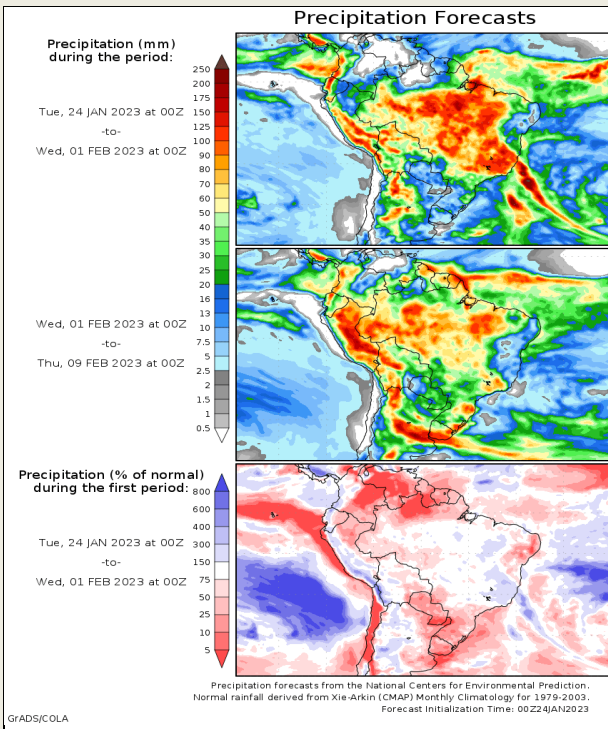 Precipitation Forecasts
Precipitation (mm)
during the period:
Tue, 24 JAN 2023 at 00Z
-to-
Wed, 01 FEB 2023 at 00Z
250
200
175
150
125
100
90
80
70
60
50
40
35
30
25
20
16
13
10
7.5
5
2.5
2
1.5
1
0.5
Wed, 01 FEB 2023 at 00Z
-to-
Thu, 09 FEB 2023 at 00Z
Precipitation (% of normal)
during the first period:
Tue, 24 JAN 2023 at 00Z
-to-
Wed, 01 FEB 2023 at 00Z
800
600
400
300
150
75
50
25
10
5
Precipitation forecasts from the National Centers for Environmental Prediction.
Normal rainfall derived from Xie-Arkin (CMAP) Monthly Climatology for 1979-2003.
Forecast Initialization Time: 00Z24JAN2023
GrADS/COLA